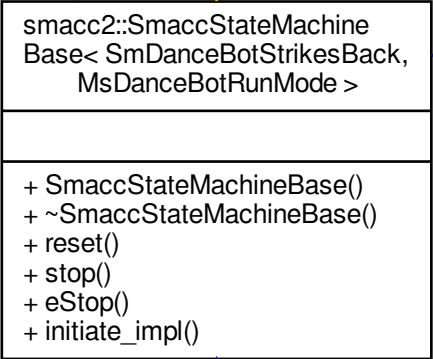 smacc2::SmaccStateMachine
Base< SmDanceBotStrikesBack,
MsDanceBotRunMode >
+ SmaccStateMachineBase()
+ ~SmaccStateMachineBase()
+ reset()
+ stop()
+ eStop()
+ initiate_impl()